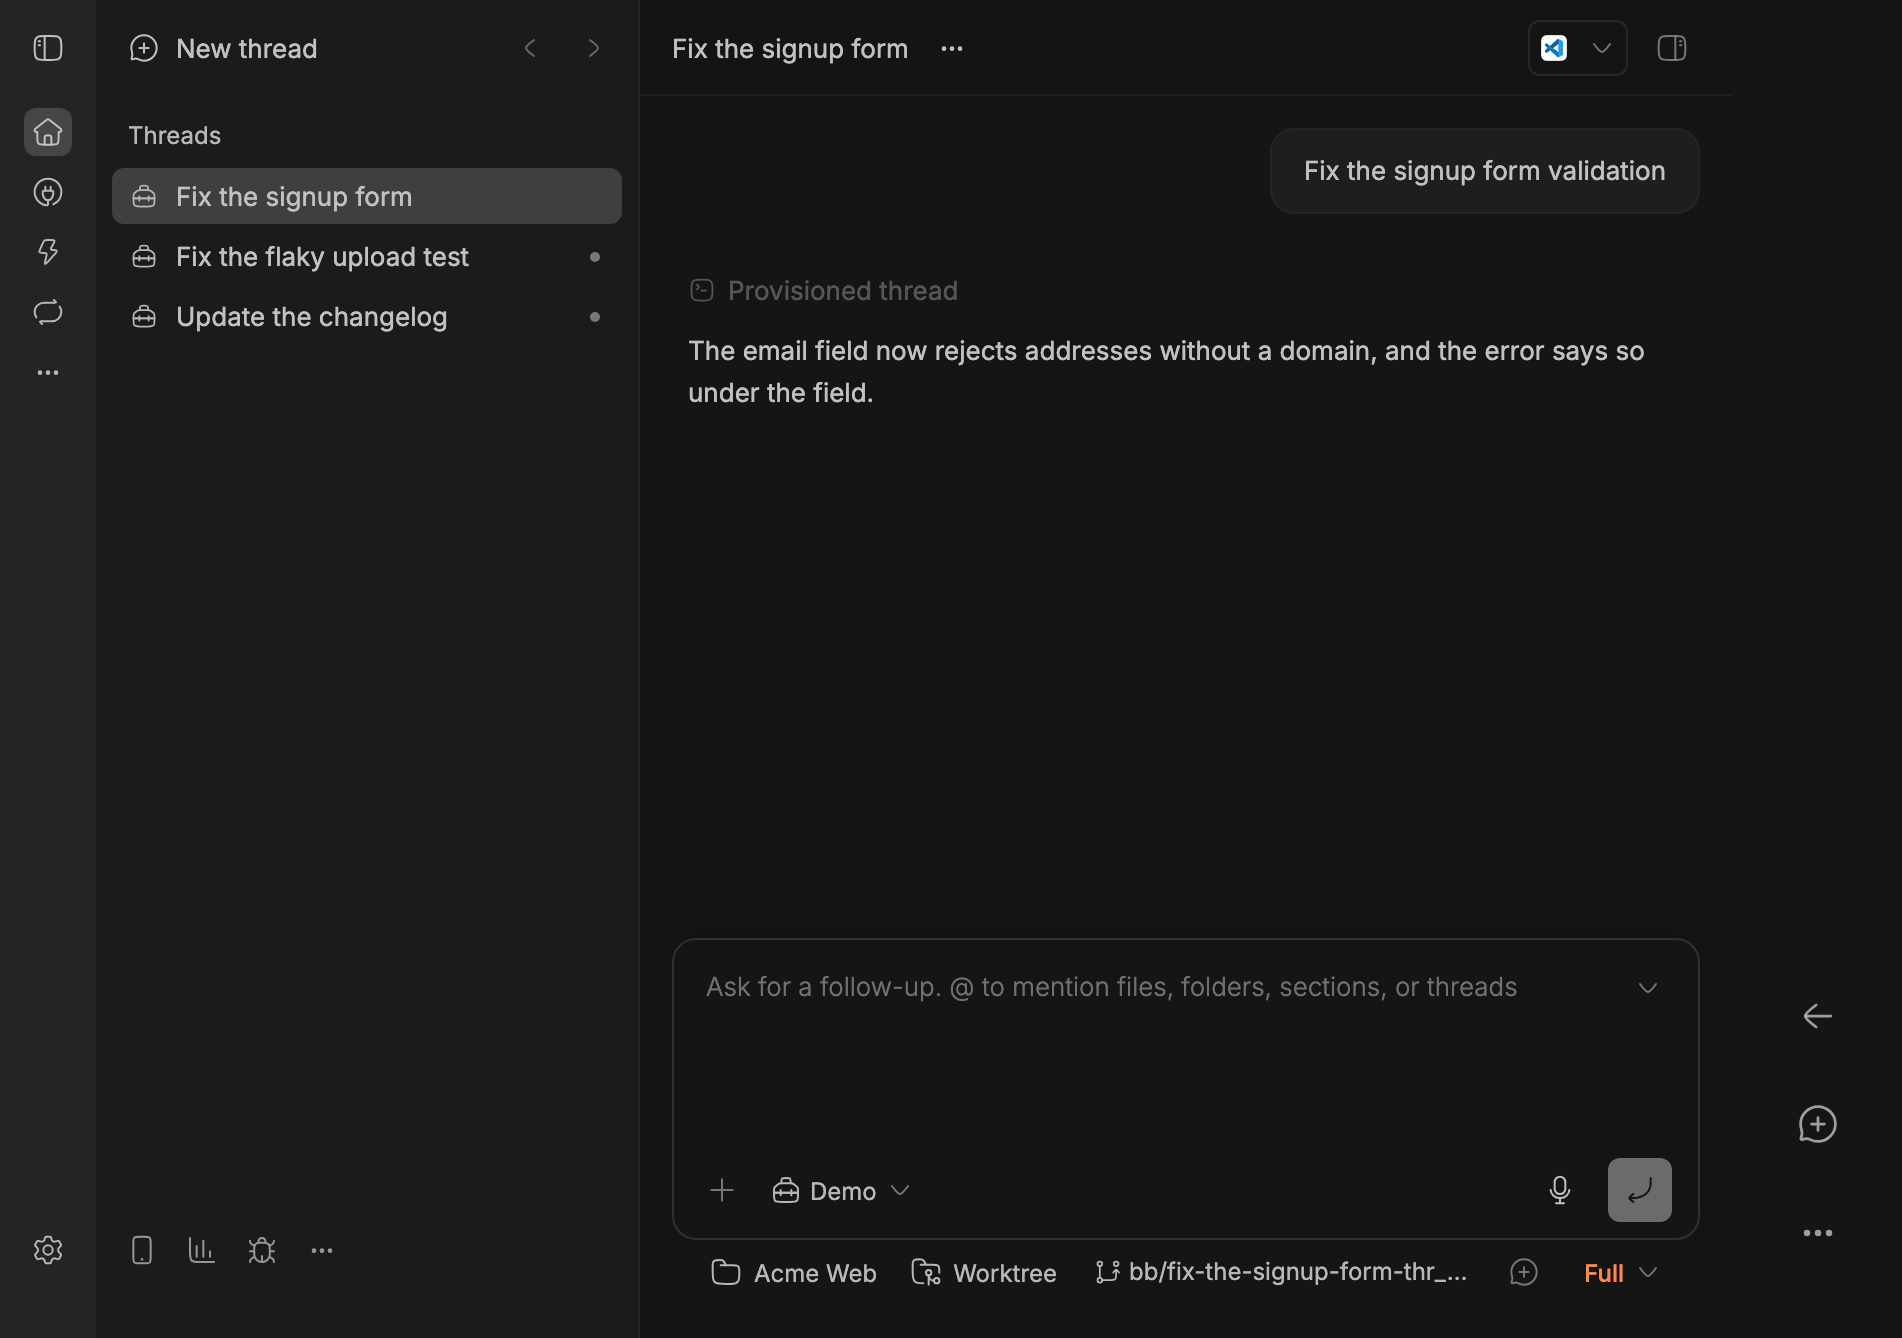 New thread
Threads
Fix the signup form
Fix the flaky upload test
Update the changelog
Fix the signup form
Fix the signup form validation
Provisioned thread
The email field now rejects addresses without a domain, and the error says so
under the field.
Ask for a follow-up. @ to mention files, folders, sections, or threads
Demo
Acme Web
Worktree
bb/fix-the-signup-form-thr_...
Full